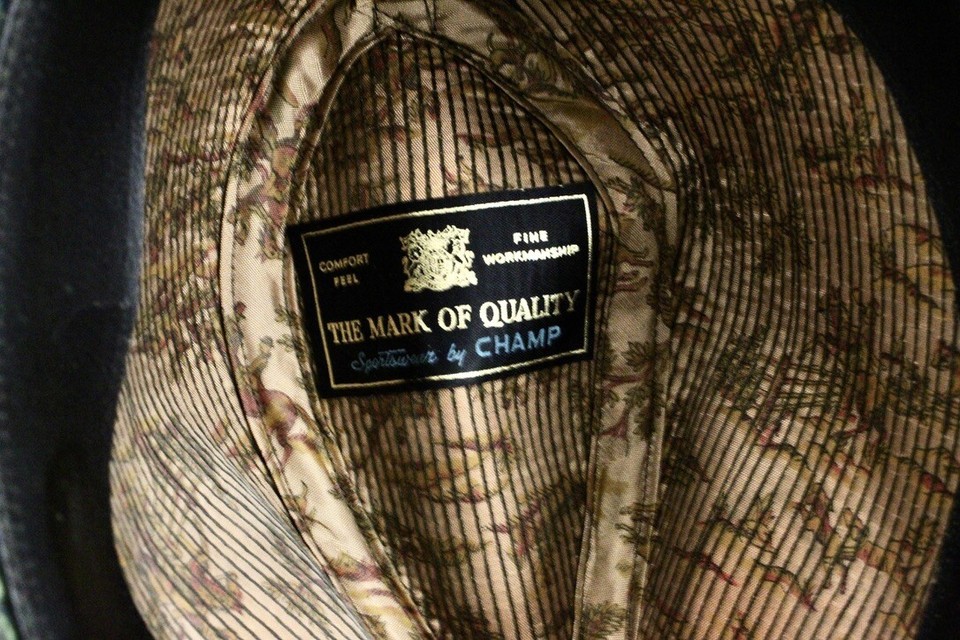 COMFORT
FEEL
FINE
WORKMANSHIP
THE MARK OF QUALITY
Sportswear by CHAMP